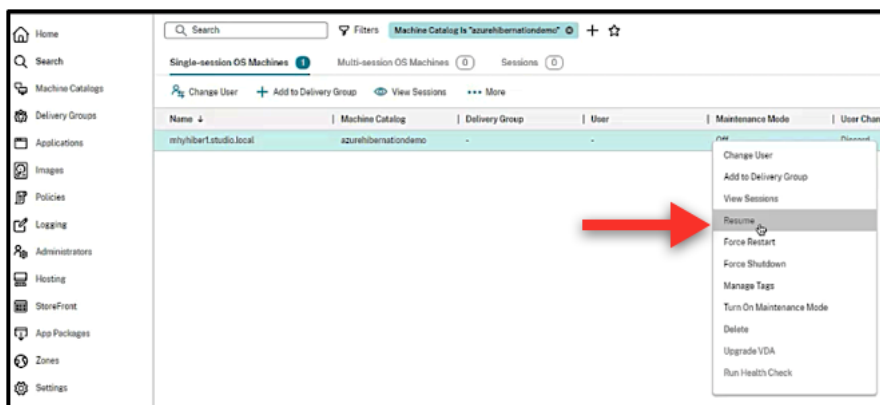 Home
Search
Machine Catalogs
Delivery Groups
Applications
Images
Policies
Logging
Administrators
Hosting
StoreFront
App Packages
Zones
Settings
Search Filters Machine Catalog Is "azurehibernationdemo"
Single-session OS Machines 1 Multi-session OS Machines 0 Sessions 0
Change User Add to Delivery Group View Sessions More
Name Machine Catalog Delivery Group User Maintenance Mode User Chan
mhyhiber1.studio.local azurehibernationdemo - - Off Discard
Change User
Add to Delivery Group
View Sessions
Resume
Force Restart
Force Shutdown
Manage Tags
Turn On Maintenance Mode
Delete
Upgrade VDA
Run Health Check